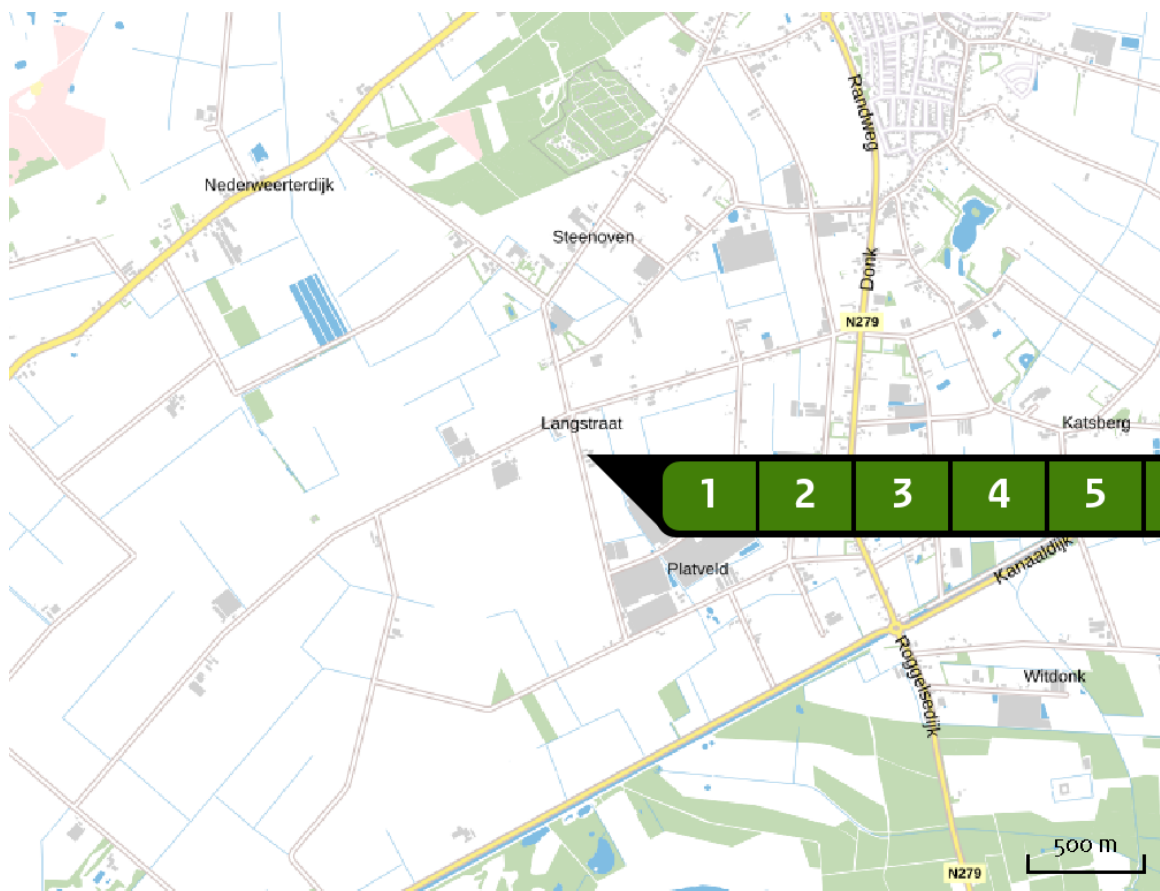 Randweg
Nederweerterdijk
Steenoven
Donk
N279
Langstraat
Katsberg
1 2 3 4 5
Platveld
Kanaaldijk
Roggelsedijk
Witdonk
500 m
N279